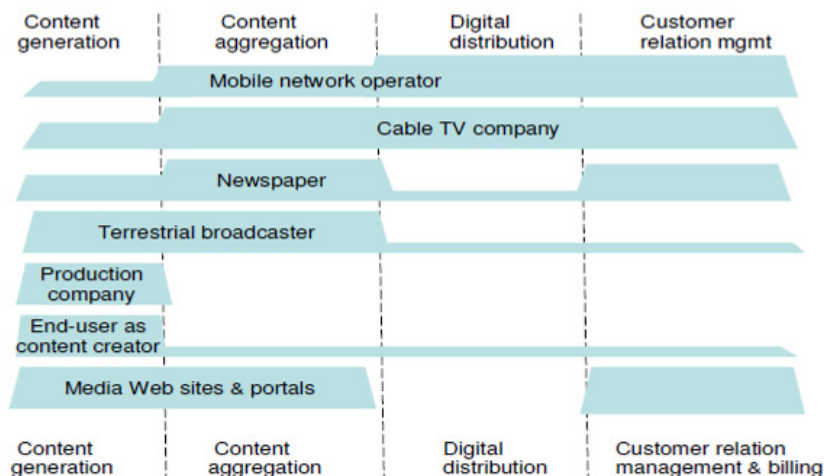 Content generation
Content aggregation
Digital distribution
Customer relation mgmt
Mobile network operator
Cable TV company
Newspaper
Terrestrial broadcaster
Production
company
End-user as
content creator
Media Web sites & portals
Content generation
Content aggregation
Digital distribution
Customer relation management & billing